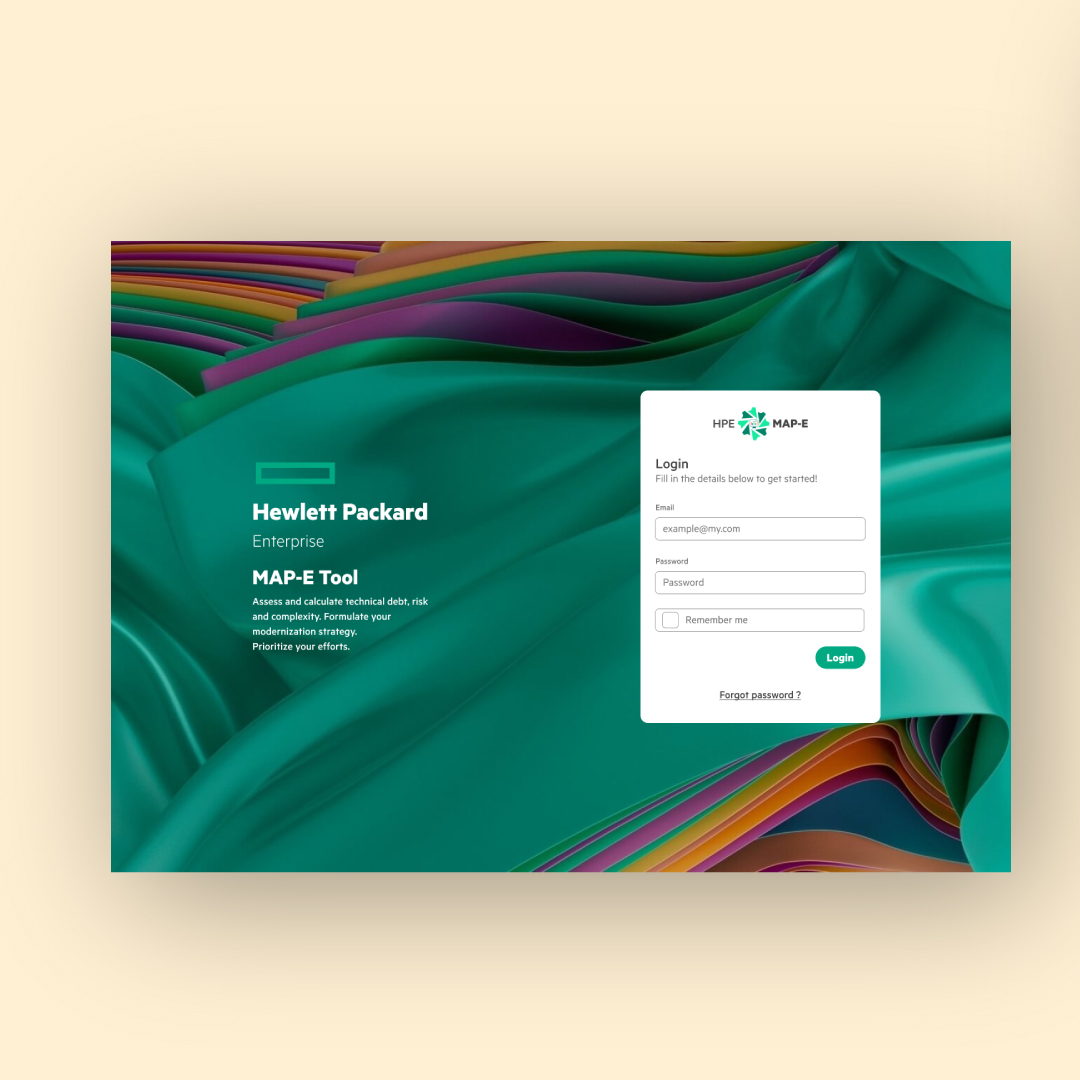 Hewlett Packard
Enterprise
MAP-E Tool
Assess and calculate technical debt, risk
and complexity. Formulate your
modernization strategy.
Prioritize your efforts.
HPE MAP-E
Login
Fill in the details below to get started!
Email
example@my.com
Password
Password
Remember me
Login
Forgot password ?